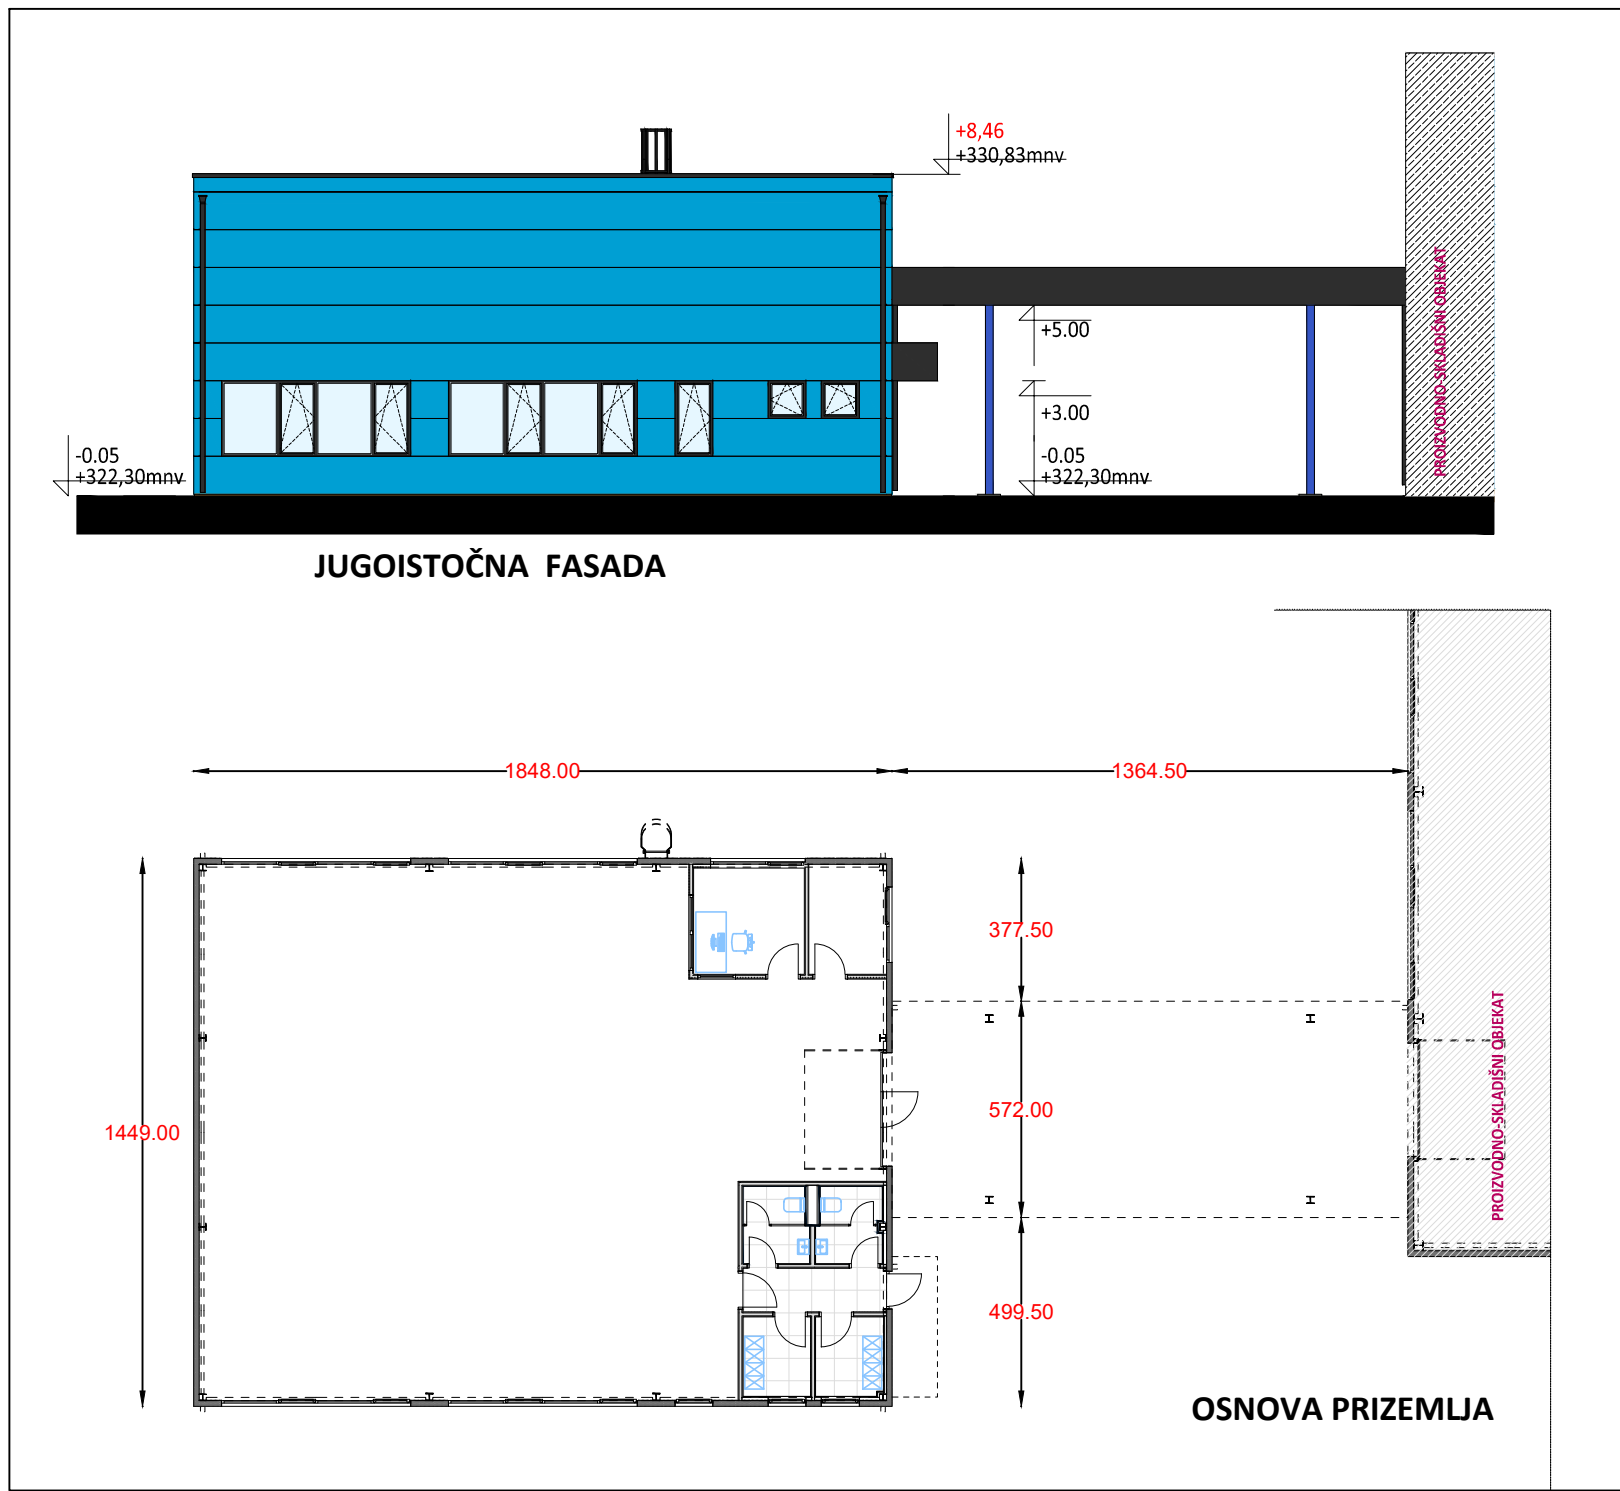 +8,46
+330,83mnv
PROIZVODNO-SKLADIŠNI OBJEKAT
+5.00
+3.00
-0.05
+322,30mnv
-0.05
+322,30mnv
JUGOISTOČNA FASADA
1848.00
1364.50
377.50
572.00
1449.00
499.50
PROIZVODNO-SKLADIŠNI OBJEKAT
OSNOVA PRIZEMLJA